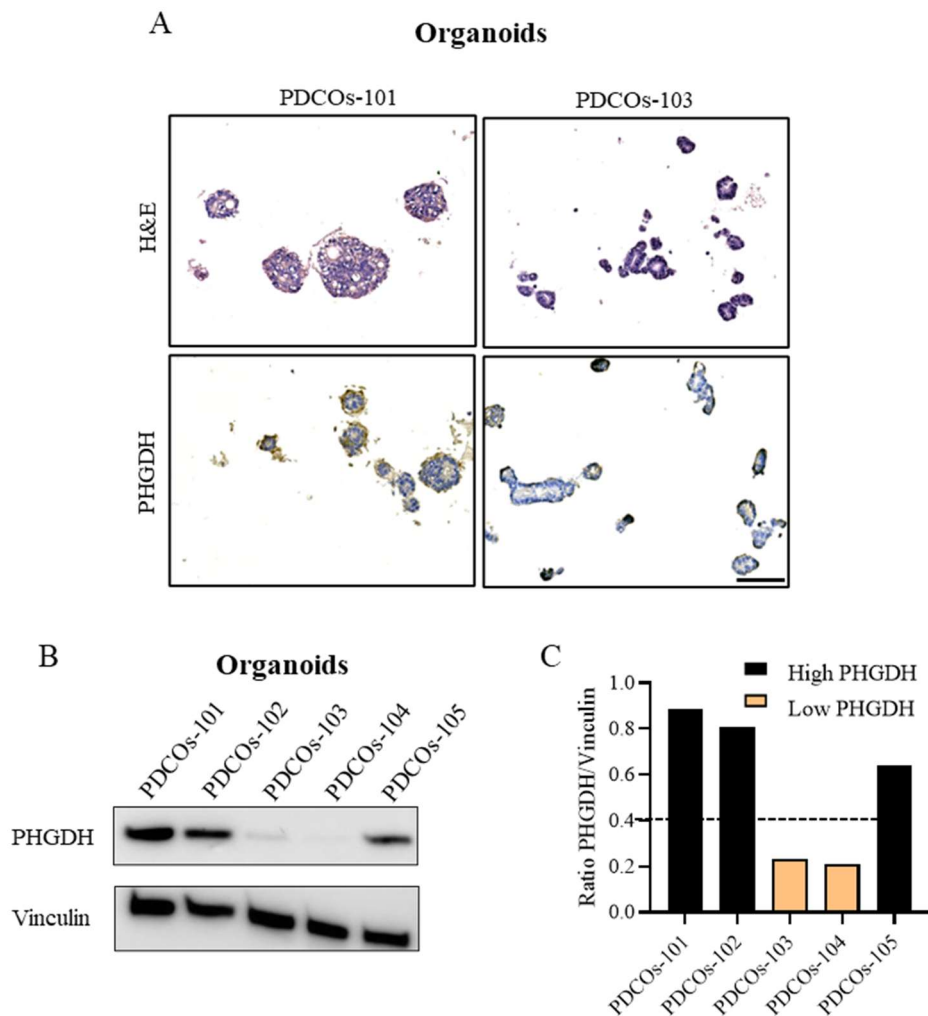 A
Organoids
PDCOs-101 PDCOs-103
H&E
PHGDH
B
Organoids
PDCOs-101 PDCOs-102 PDCOs-103 PDCOs-104 PDCOs-105
PHGDH
Vinculin
C
High PHGDH
Low PHGDH
Ratio PHGDH/Vinculin
1.0
0.8
0.6
0.4
0.2
0.0
PDCOs-101 PDCOs-102 PDCOs-103 PDCOs-104 PDCOs-105